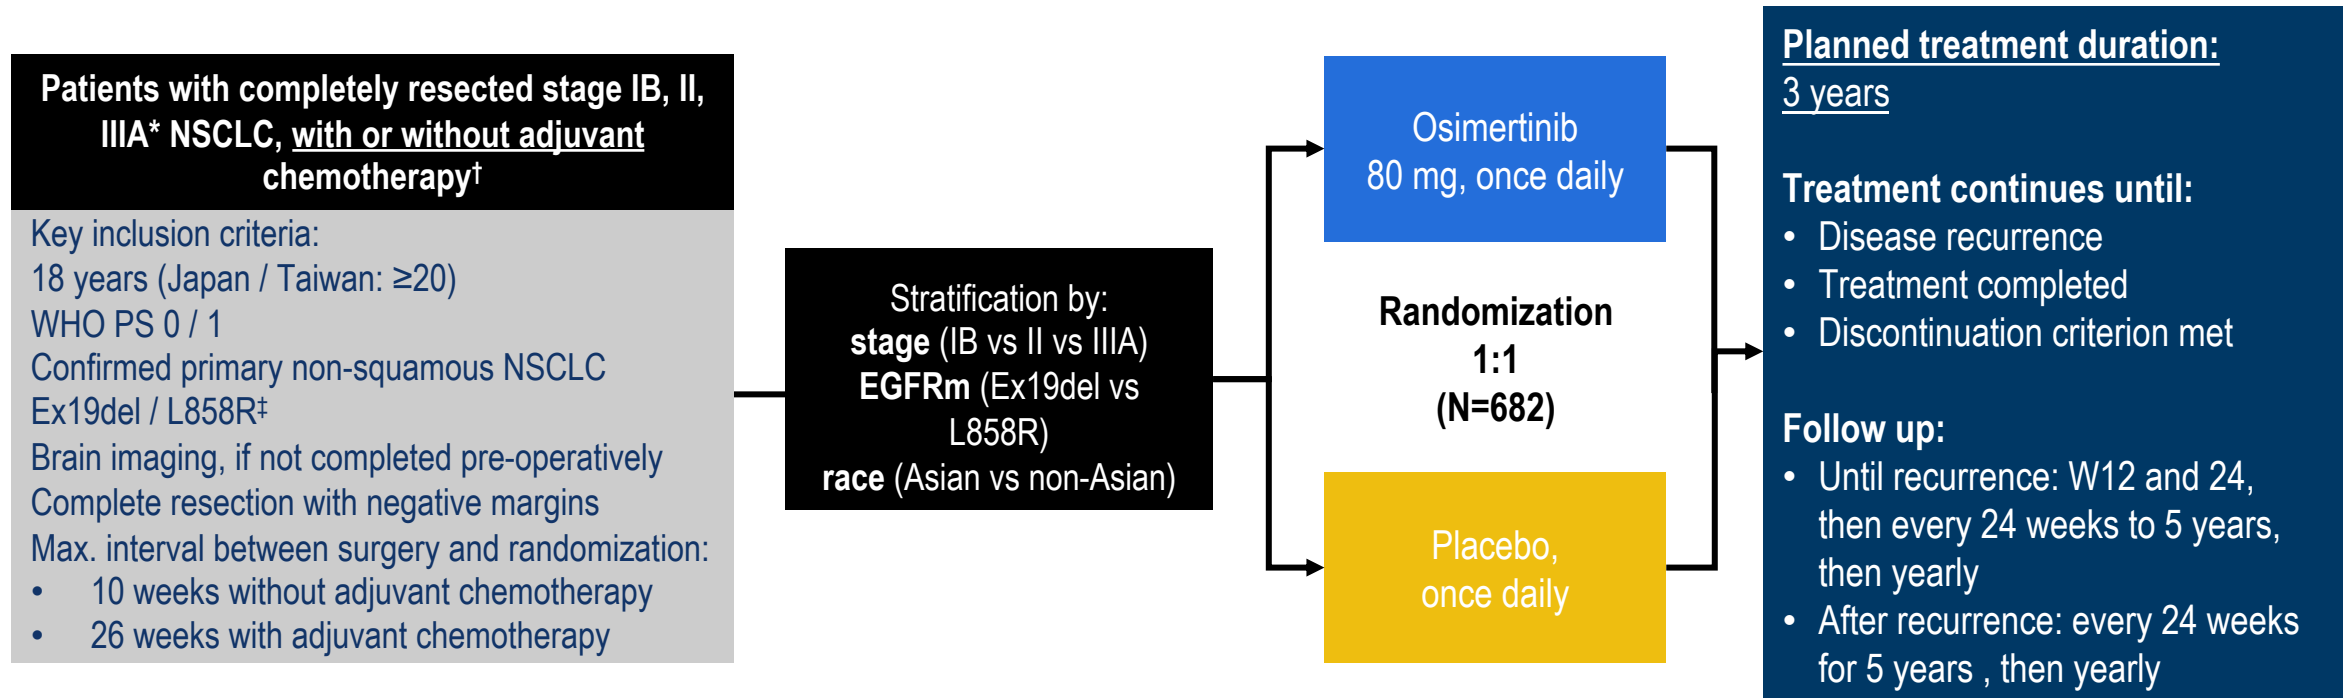 Patients with completely resected stage IB, II,
IIIA* NSCLC, with or without adjuvant
chemotherapy†
Key inclusion criteria:
18 years (Japan / Taiwan: ≥20)
WHO PS 0 / 1
Confirmed primary non-squamous NSCLC
Ex19del / L858R‡
Brain imaging, if not completed pre-operatively
Complete resection with negative margins
Max. interval between surgery and randomization:
• 10 weeks without adjuvant chemotherapy
• 26 weeks with adjuvant chemotherapy
Stratification by:
stage (IB vs II vs IIIA)
EGFRm (Ex19del vs
L858R)
race (Asian vs non-Asian)
Osimertinib
80 mg, once daily
Randomization
1:1
(N=682)
Placebo,
once daily
Planned treatment duration:
3 years
Treatment continues until:
• Disease recurrence
• Treatment completed
• Discontinuation criterion met
Follow up:
• Until recurrence: W12 and 24,
then every 24 weeks to 5 years,
then yearly
• After recurrence: every 24 weeks
for 5 years , then yearly